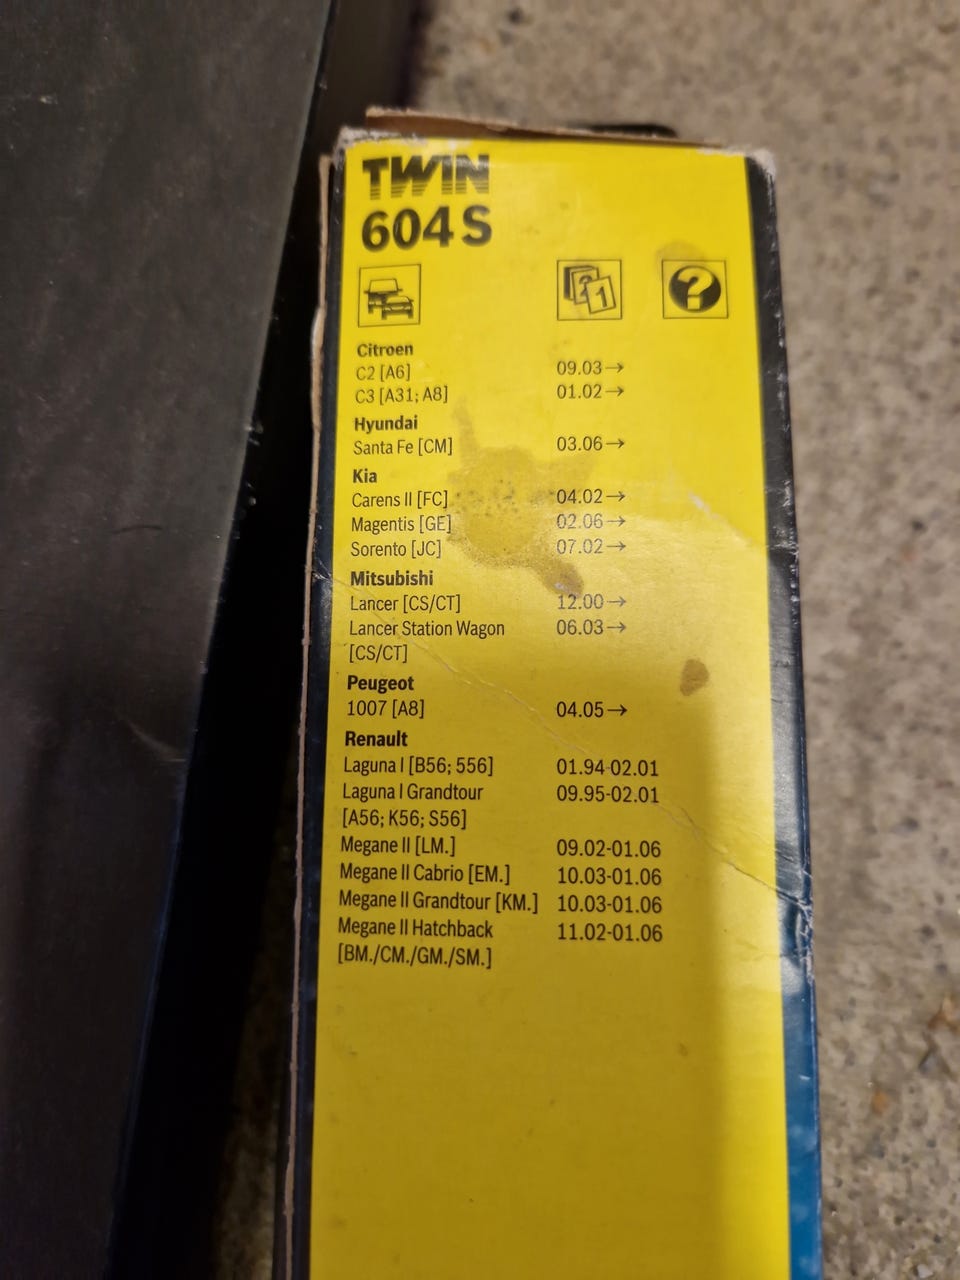 TWIN
604 S
21
?
Citroen
C2 [A6] 09.03→
C3 [A31; A8] 01.02→
Hyundai
Santa Fe [CM] 03.06→
Kia
Carens II [FC] 04.02→
Magentis [GE] 02.06→
Sorento [JC] 07.02→
Mitsubishi
Lancer [CS/CT] 12.00→
Lancer Station Wagon 06.03→
[CS/CT]
Peugeot
1007 [A8] 04.05→
Renault
Laguna I [B56; 556] 01.94-02.01
Laguna I Grandtour 09.95-02.01
[A56; K56; S56]
Megane II [LM.] 09.02-01.06
Megane II Cabrio [EM.] 10.03-01.06
Megane II Grandtour [KM.] 10.03-01.06
Megane II Hatchback 11.02-01.06
[BM./CM./GM./SM.]